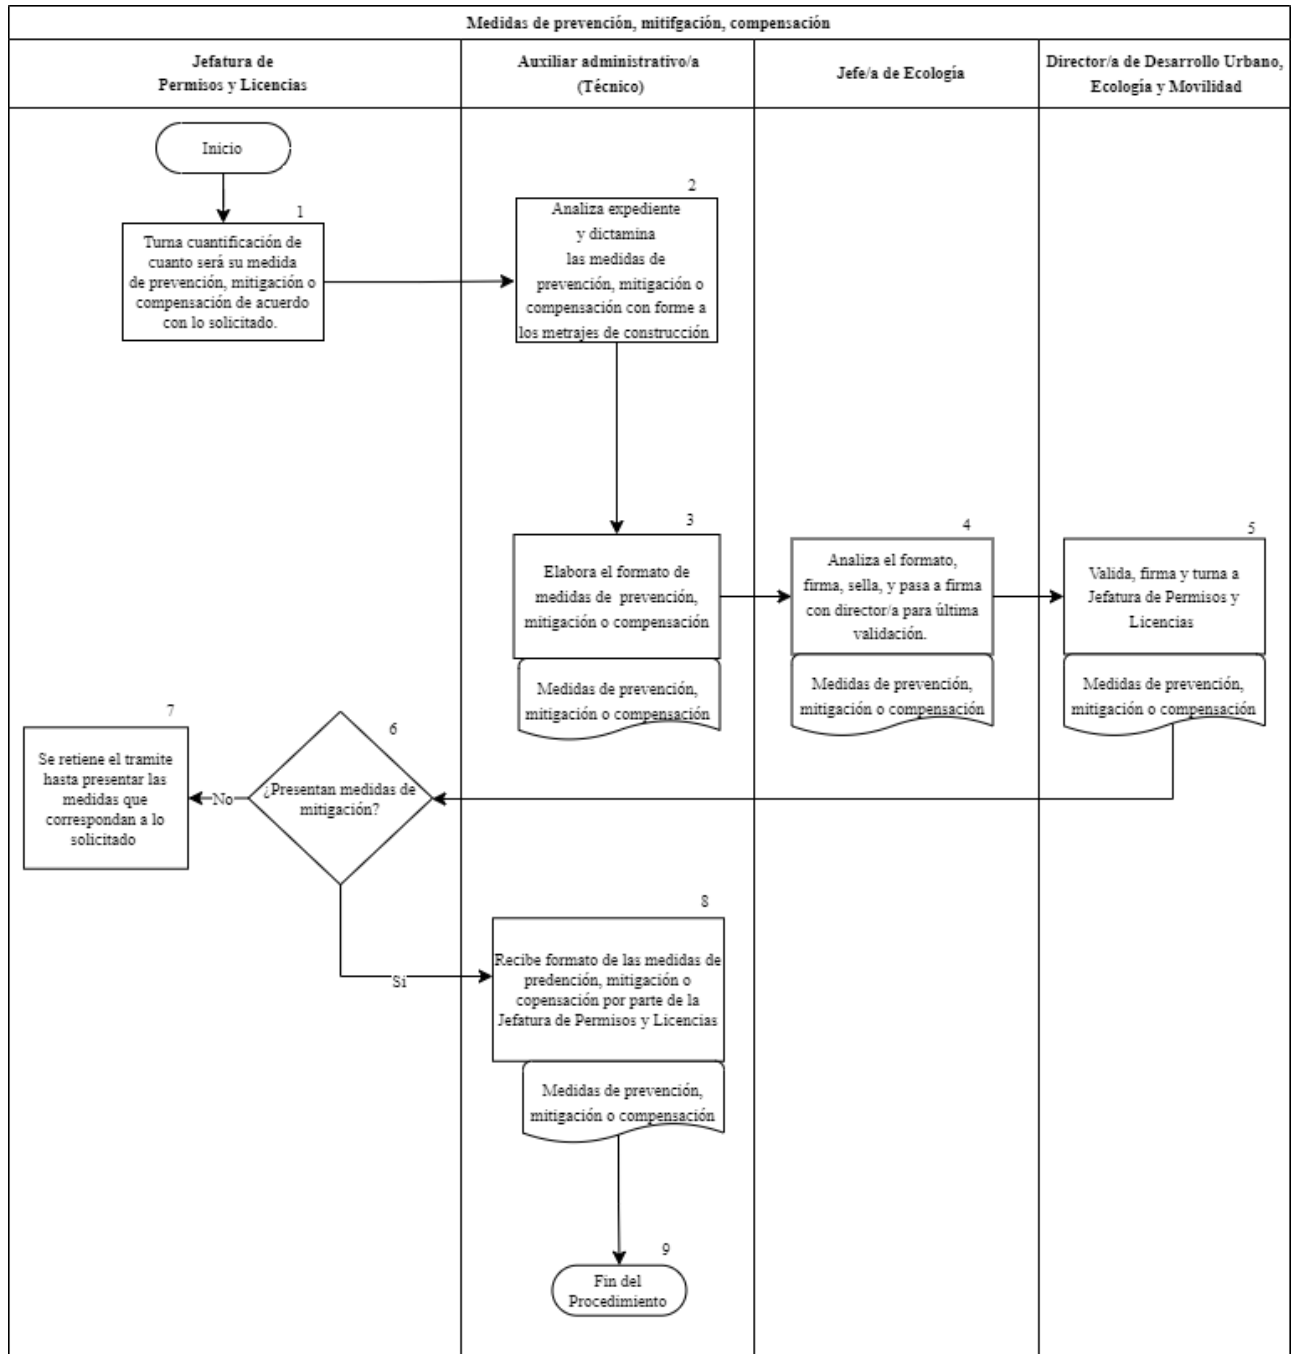 Medidas de prevención, mitifgación, compensación
Jefatura de
Permisos y Licencias
Auxiliar administrativo/a
(Técnico)
Jefe/a de Ecología
Director/a de Desarrollo Urbano,
Ecología y Movilidad
Inicio
1
Turna cuantificación de
cuanto será su medida
de prevención, mitigación o
compensación de acuerdo
con lo solicitado.
2
Analiza expediente
y dictamina
las medidas de
prevención, mitigación o
compensación con forme a
los metrajes de construcción
3
Elabora el formato de
medidas de prevención,
mitigación o compensación
Medidas de prevención,
mitigación o compensación
4
Analiza el formato,
firma, sella, y pasa a firma
con director/a para última
validación.
Medidas de prevención,
mitigación o compensación
5
Valida, firma y turna a
Jefatura de Permisos y
Licencias
Medidas de prevención,
mitigación o compensación
6
¿Presentan medidas de
mitigación?
No
7
Se retiene el tramite
hasta presentar las
medidas que
correspondan a lo
solicitado
Si
8
Recibe formato de las medidas de
predención, mitigación o
copensación por parte de la
Jefatura de Permisos y Licencias
Medidas de prevención,
mitigación o compensación
9
Fin del
Procedimiento